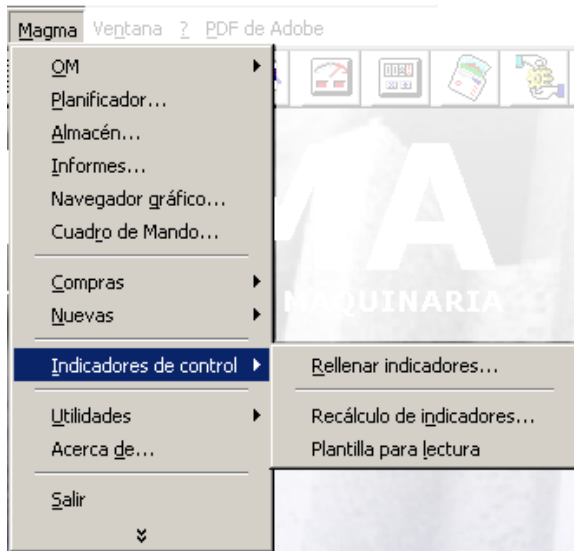 Magma Ventana ? PDF de Adobe
OM
Planificador...
Almacén...
Informes...
Navegador gráfico...
Cuadro de Mando...
MA
MAQUINARIA
Compras
Nuevas
Indicadores de control
Rellenar indicadores...
Utilidades
Recálculo de indicadores...
Acerca de...
Plantilla para lectura
Salir